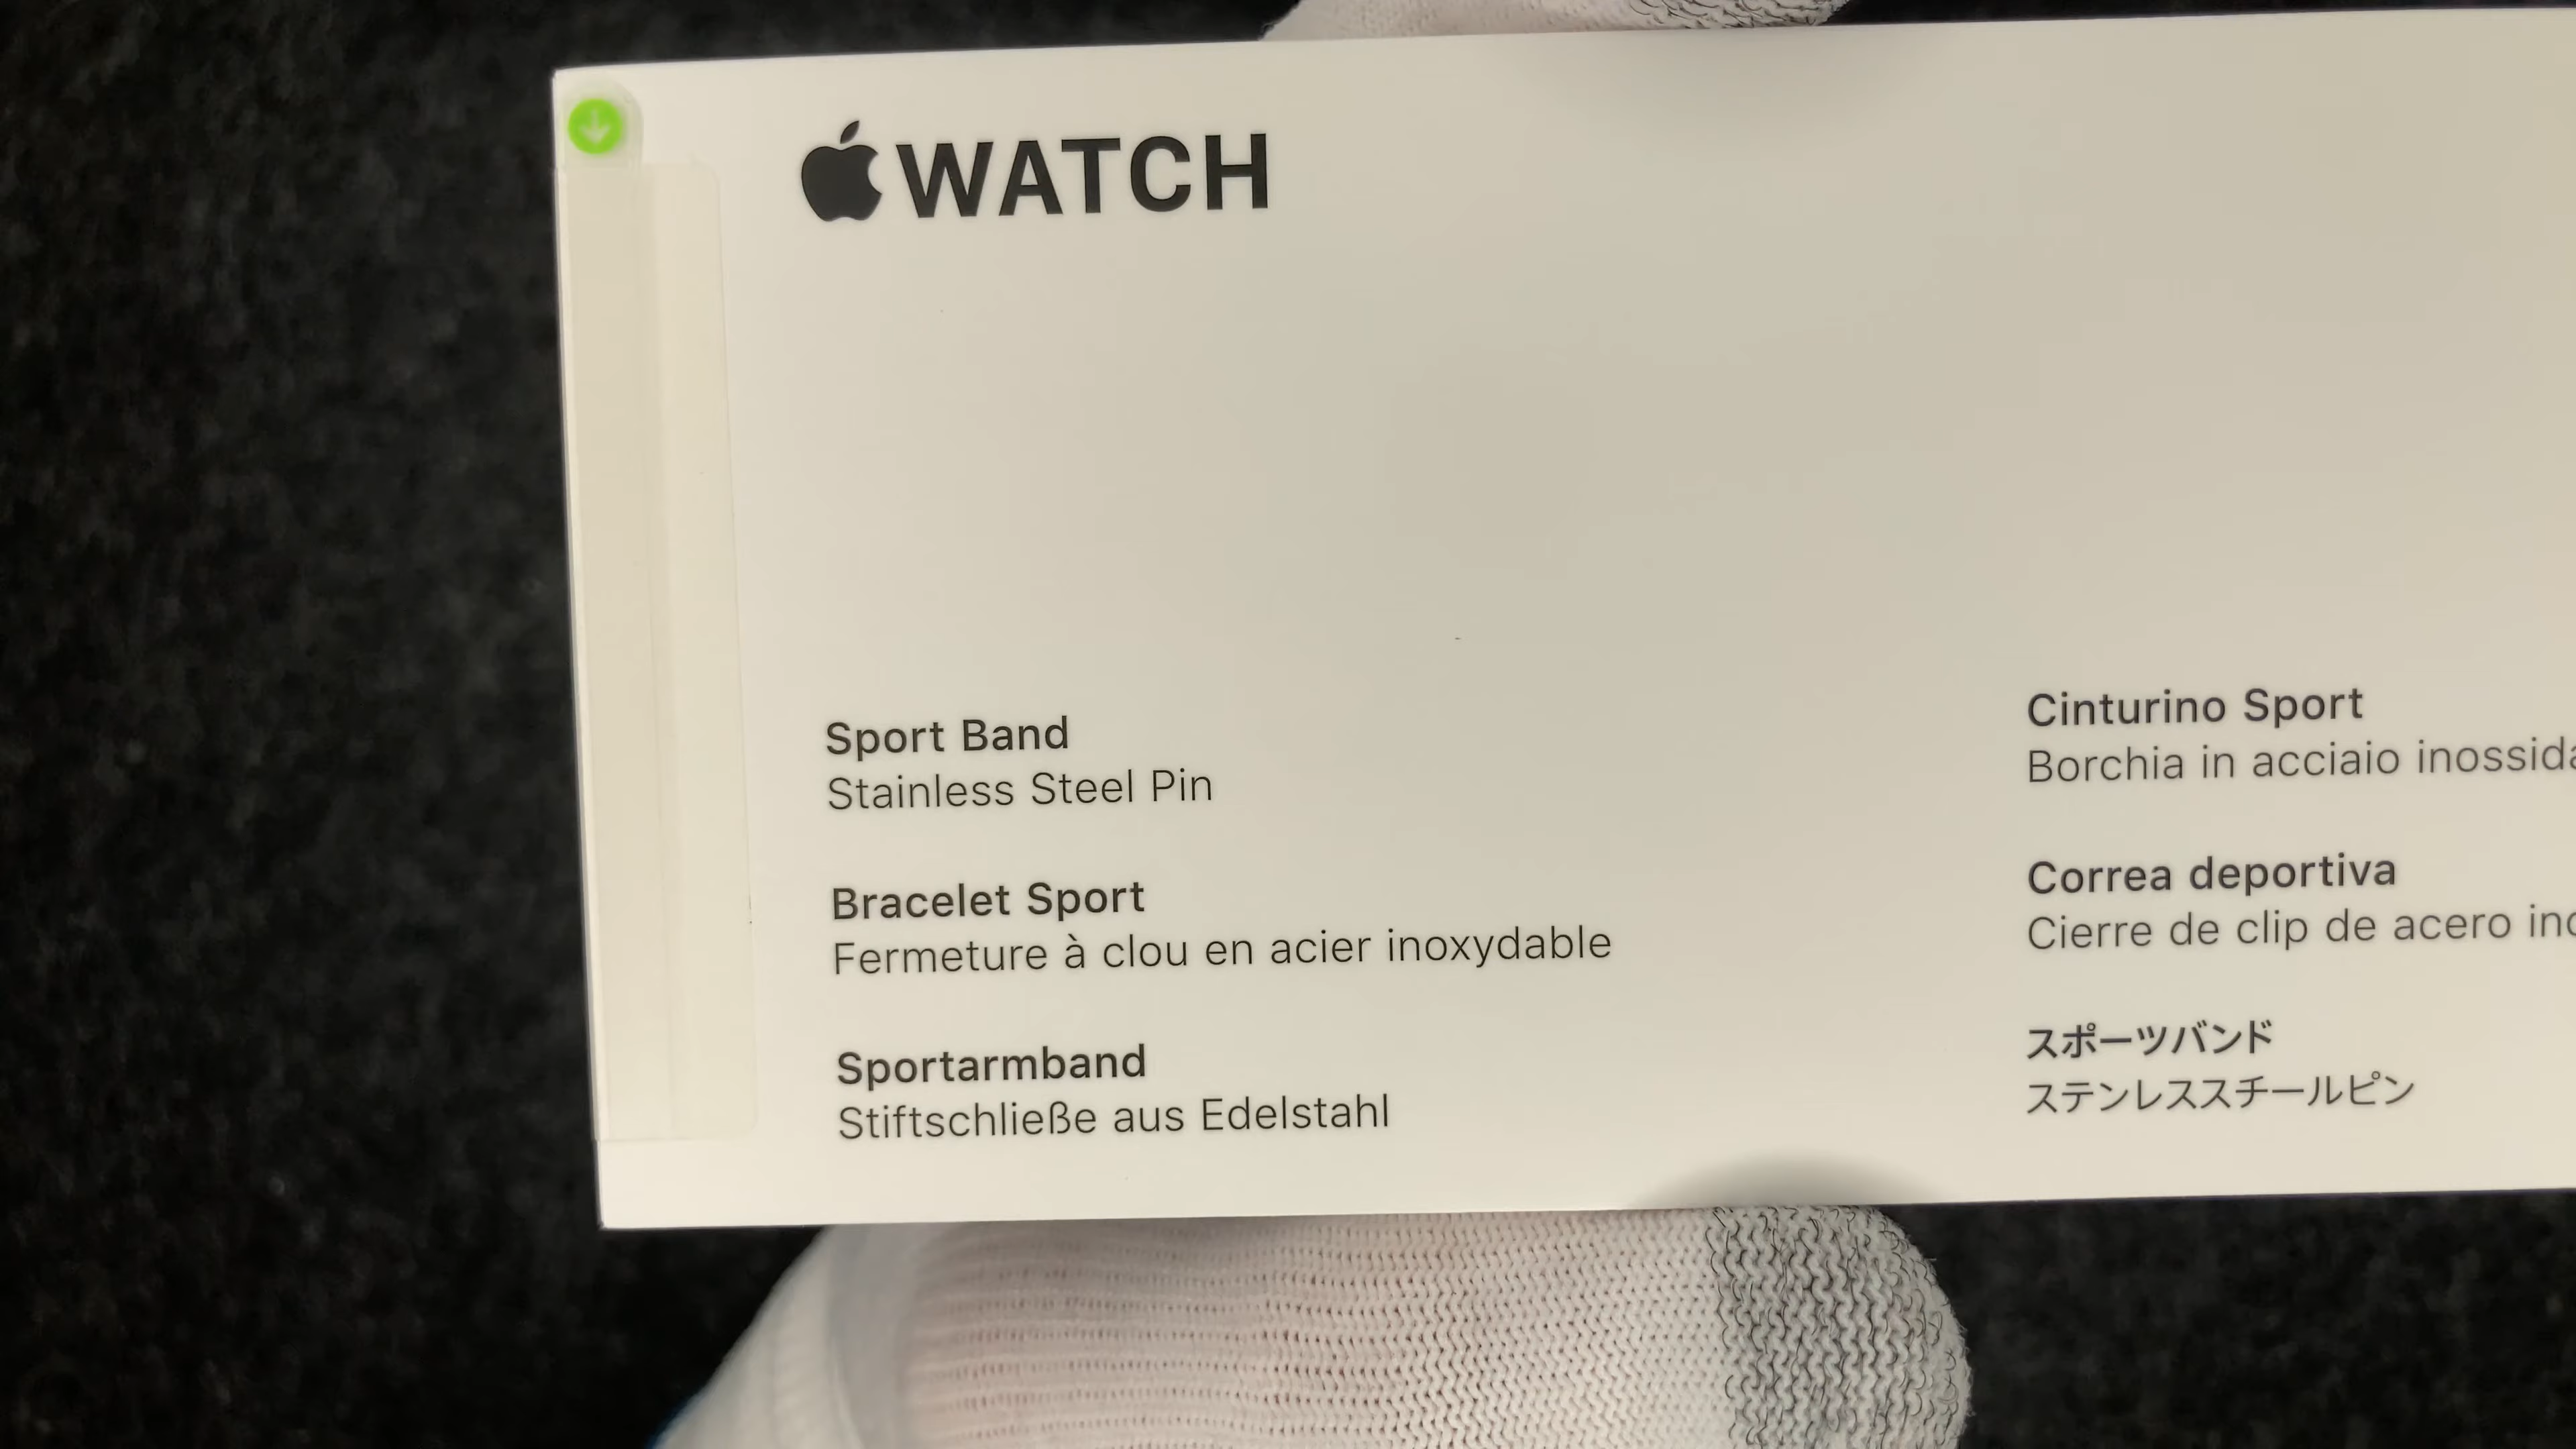 WATCH
Sport Band
Stainless Steel Pin
Bracelet Sport
Fermeture à clou en acier inoxydable
Sportarmband
Stiftschließe aus Edelstahl
Cinturino Sport
Borchia in acciaio
Correa deportiva
Cierre de clip de acero
スポーツバンド
ステンレススチールピン